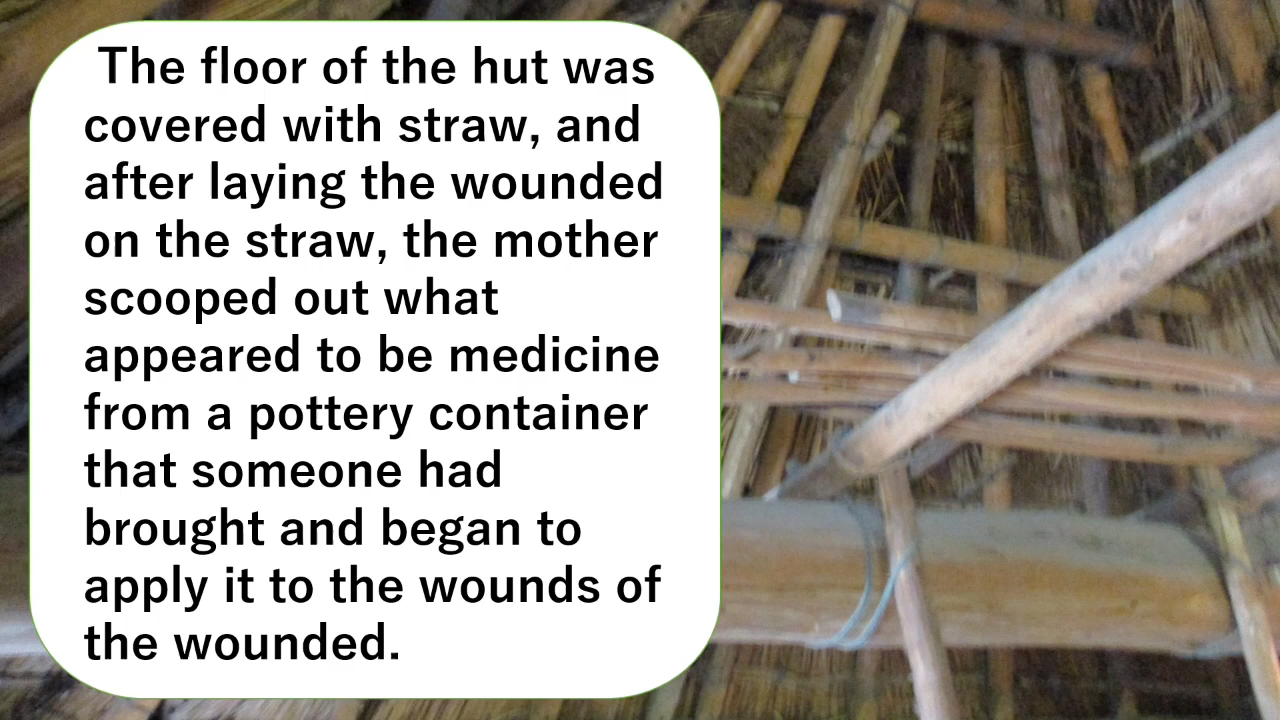 The floor of the hut was
covered with straw, and
after laying the wounded
on the straw, the mother
scooped out what
appeared to be medicine
from a pottery container
that someone had
brought and began to
apply it to the wounds of
the wounded.